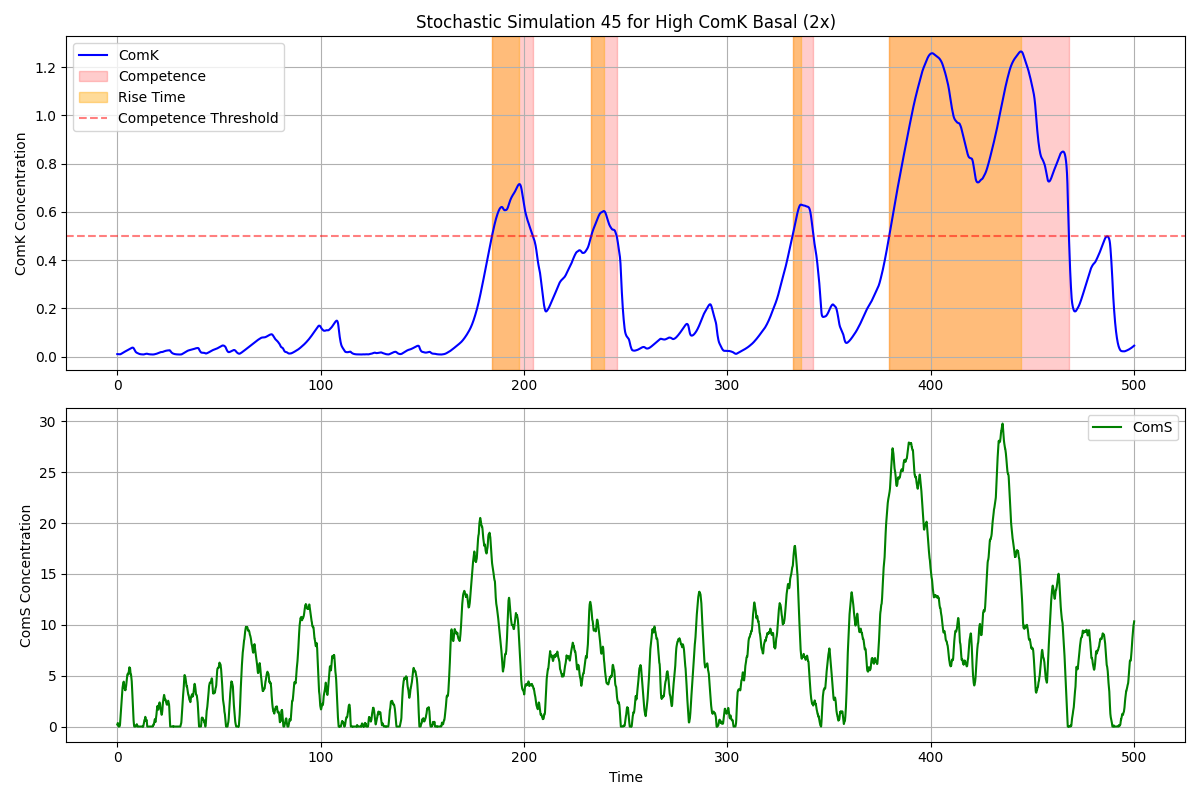 Stochastic Simulation 45 for High ComK Basal (2x)
ComK
Competence
Rise Time
Competence Threshold
ComK Concentration
1.2
1.0
0.8
0.6
0.4
0.2
0.0
0 100 200 300 400 500
ComS
ComS Concentration
30
25
20
15
10
5
0
0 100 200 300 400 500
Time